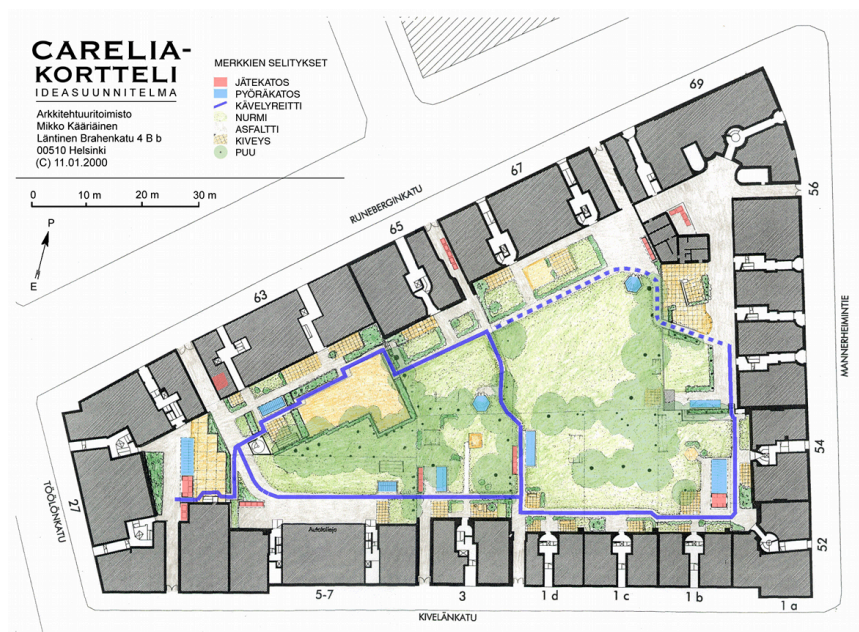 CARELIA-
KORTTELI
IDEASUUNNITELMA
Arkkitehtuuritoimisto
Mikko Kääriäinen
Läntinen Brahenkatu 4 B b
00510 Helsinki
(C) 11.01.2000
MERKKIEN SELITYKSET
JÄTEKATOS
PYÖRÄKATOS
KÄVELYREITTI
NURMI
ASFALTTI
KIVEYS
PUU
0 10 m 20 m 30 m
P
E
RUNEBERGINKATU
69
67
65
63
56
MANNERHEIMINTIE
54
52
TÖÖLÖNKATU
27
Autotalleja
5-7
3
1 d
1 c
1 b
1 a
KIVELÄNKATU